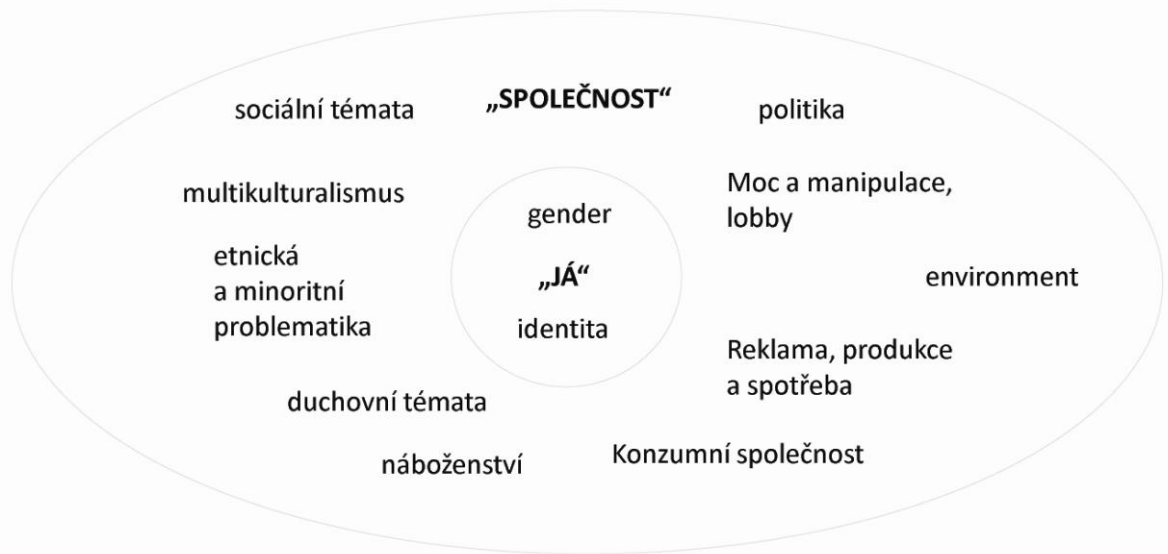 „SPOLEČNOST“
sociální témata
politika
multikulturalismus
Moc a manipulace,
lobby
gender
etnická
a minoritní
problematika
„JÁ“
environment
identita
Reklama, produkce
a spotřeba
duchovní témata
náboženství
Konzumní společnost